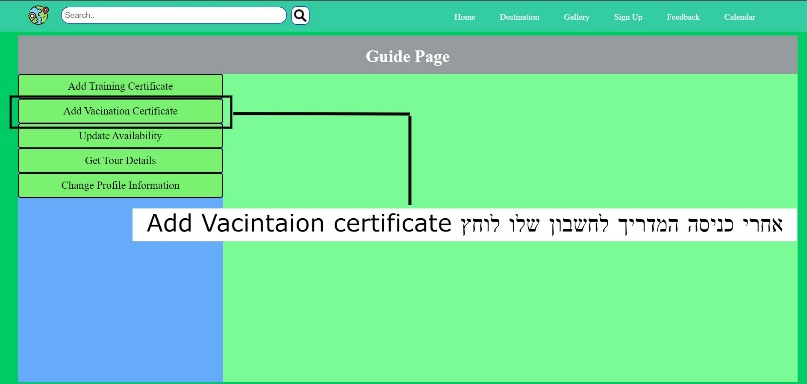 Search..
Home Destination Gallery Sign Up Feedback Calendar
Guide Page
Add Training Certificate
Add Vacination Certificate
Update Availability
Get Tour Details
Change Profile Information
אחרי כניסה המדריך לחשבון שלו לוחץ Add Vacintaion certificate